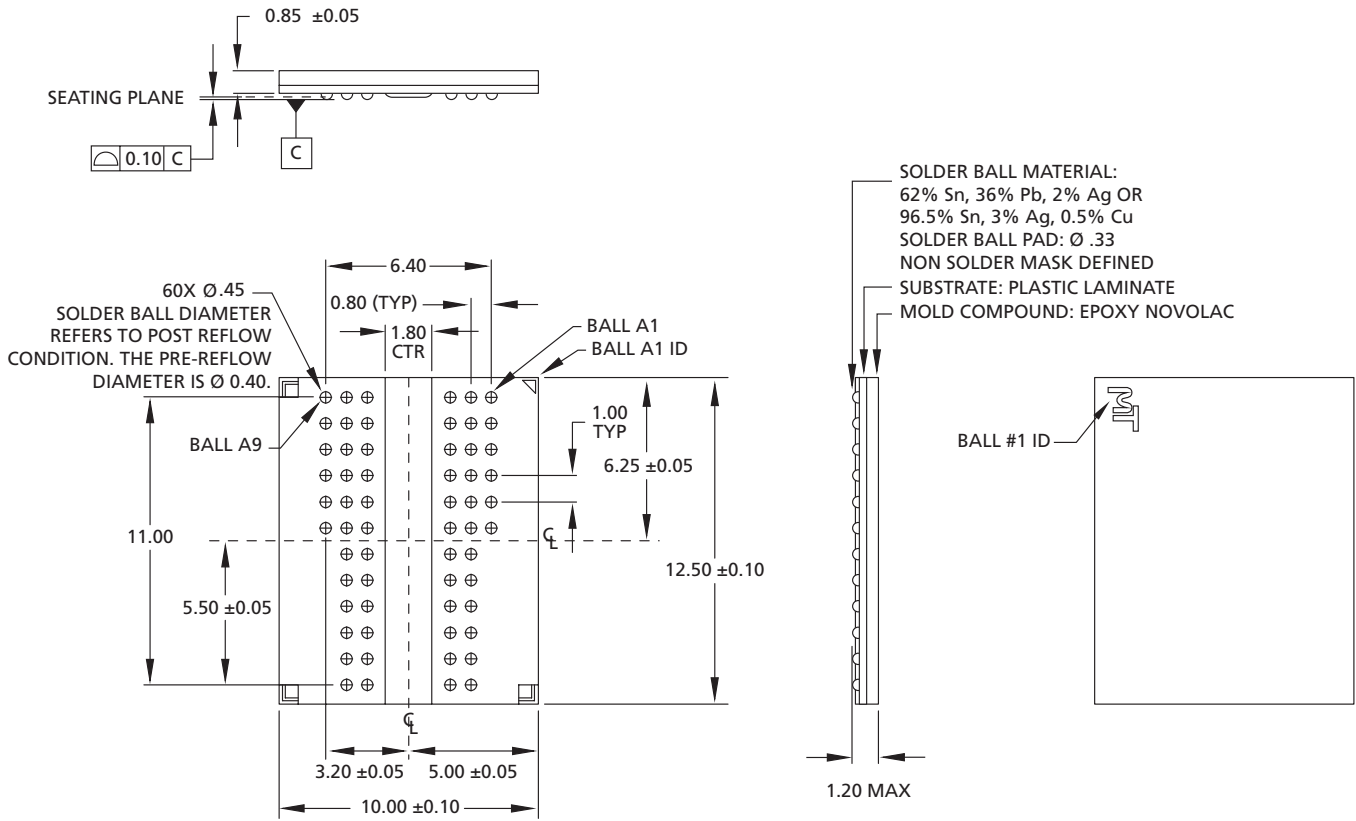 0.85 ±0.05
SEATING PLANE
0.10 C
C
SOLDER BALL MATERIAL:
62% Sn, 36% Pb, 2% Ag OR
96.5% Sn, 3% Ag, 0.5% Cu
SOLDER BALL PAD: Ø .33
NON SOLDER MASK DEFINED
SUBSTRATE: PLASTIC LAMINATE
MOLD COMPOUND: EPOXY NOVOLAC
6.40
60X Ø.45
SOLDER BALL DIAMETER
REFERS TO POST REFLOW
CONDITION. THE PRE-REFLOW
DIAMETER IS Ø 0.40.
0.80 (TYP)
1.80
CTR
BALL A1
BALL A1 ID
BALL A9
1.00
TYP
6.25 ±0.05
BALL #1 ID
11.00
℄
12.50 ±0.10
5.50 ±0.05
℄
3.20 ±0.05
5.00 ±0.05
10.00 ±0.10
1.20 MAX